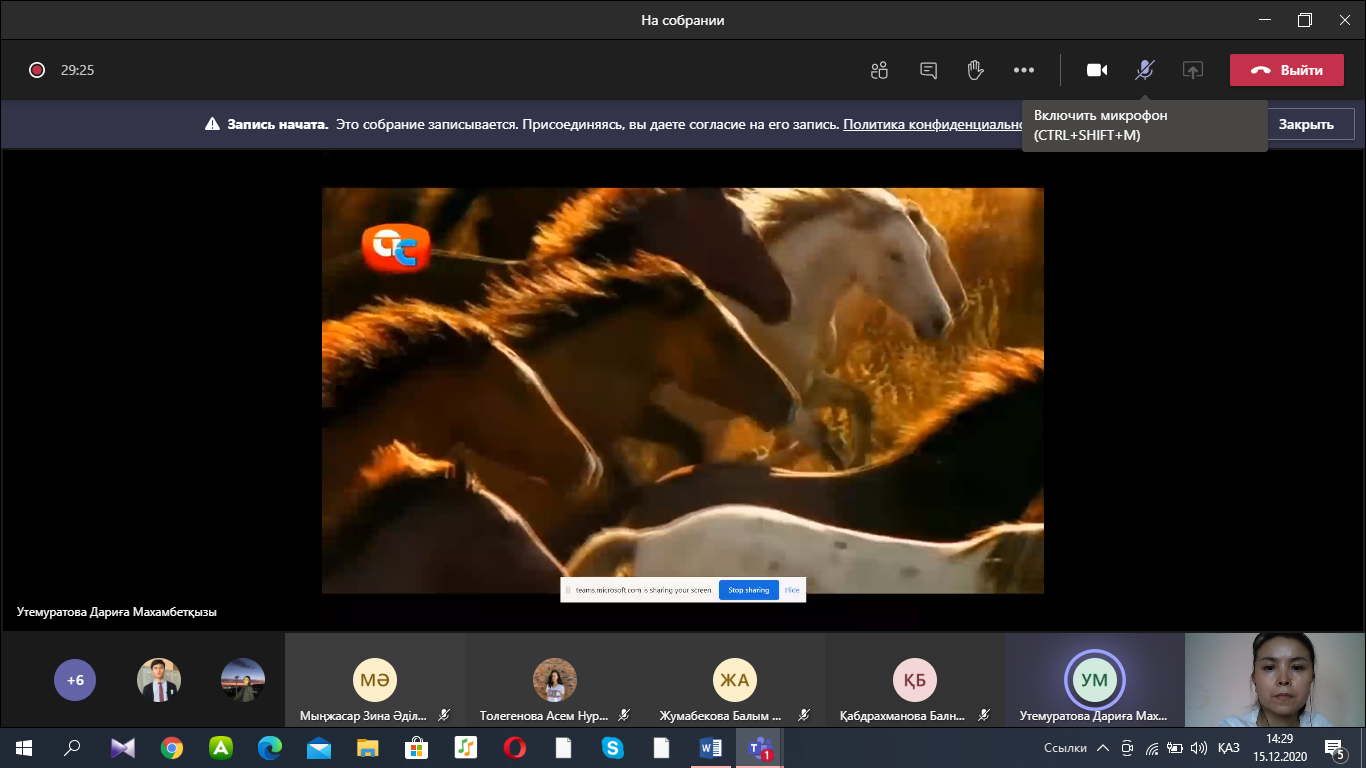 На собрании
29:25
Выйти
Запись начата. Это собрание записывается. Присоединяясь, вы даете согласие на его запись. Политика конфиденциально
Закрыть
Включить микрофон
(CTRL+SHIFT+M)
teams.microsoft.com is sharing your screen.
Stop sharing
Hide
Утемуратова Дариға Махамбетқызы
+6
МӘ
ЖА
ҚБ
УМ
Мыңжасар Зина Әділ...
Толегенова Асем Нур...
Жумабекова Балым ...
Қабдрахманова Балн...
Утемуратова Дариға Мах...
Ссылки
ҚАЗ
14:29
15.12.2020
5
1